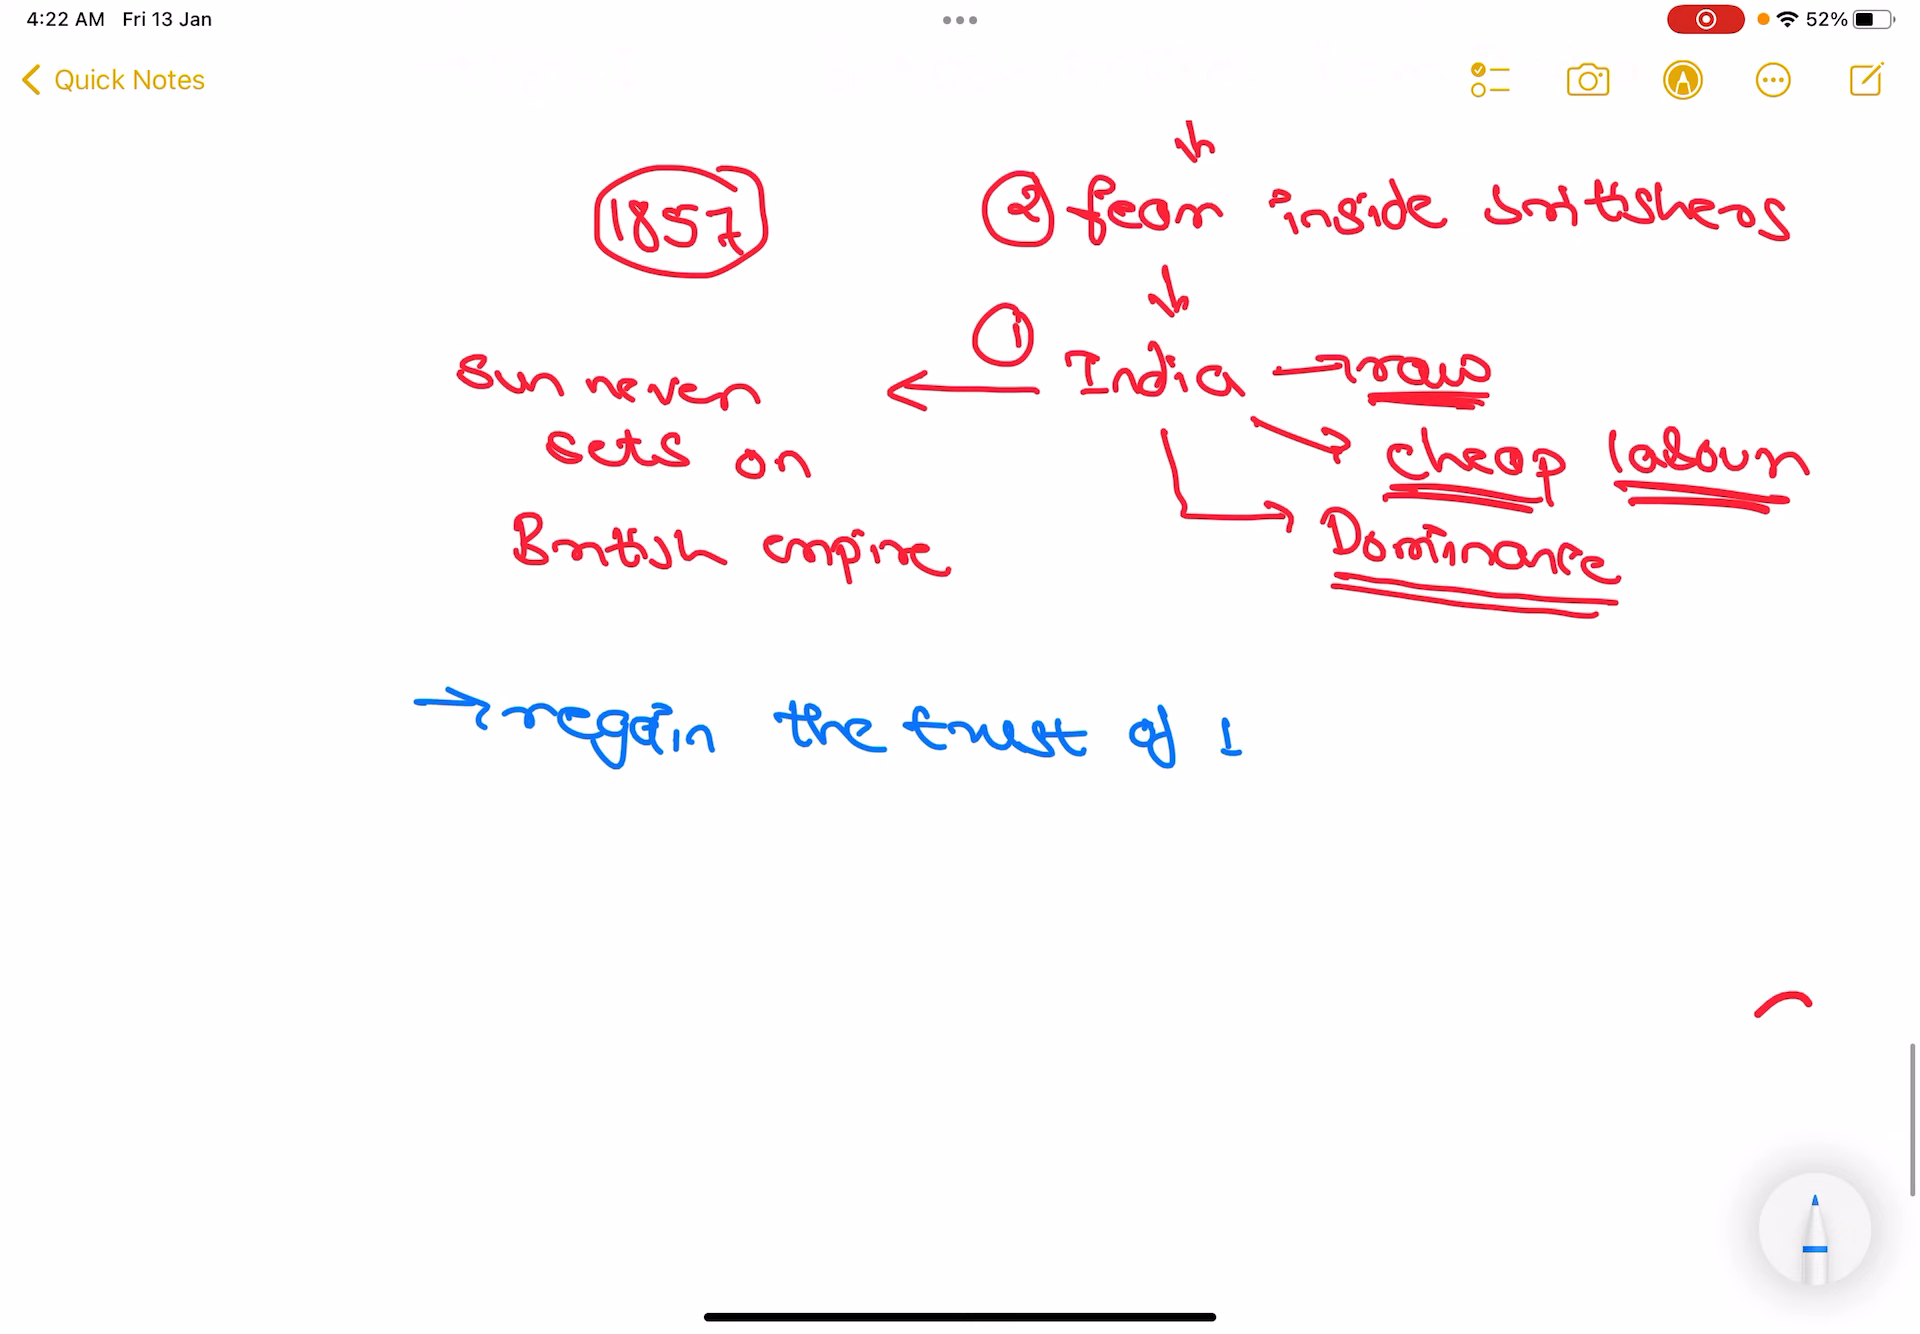 4:22 AM Fri 13 Jan
52%
Quick Notes
1857
② fear inside britishers
① India → raw
Sun never
sets on
cheap labour
British empire
Dominance
→ regain the trust of I